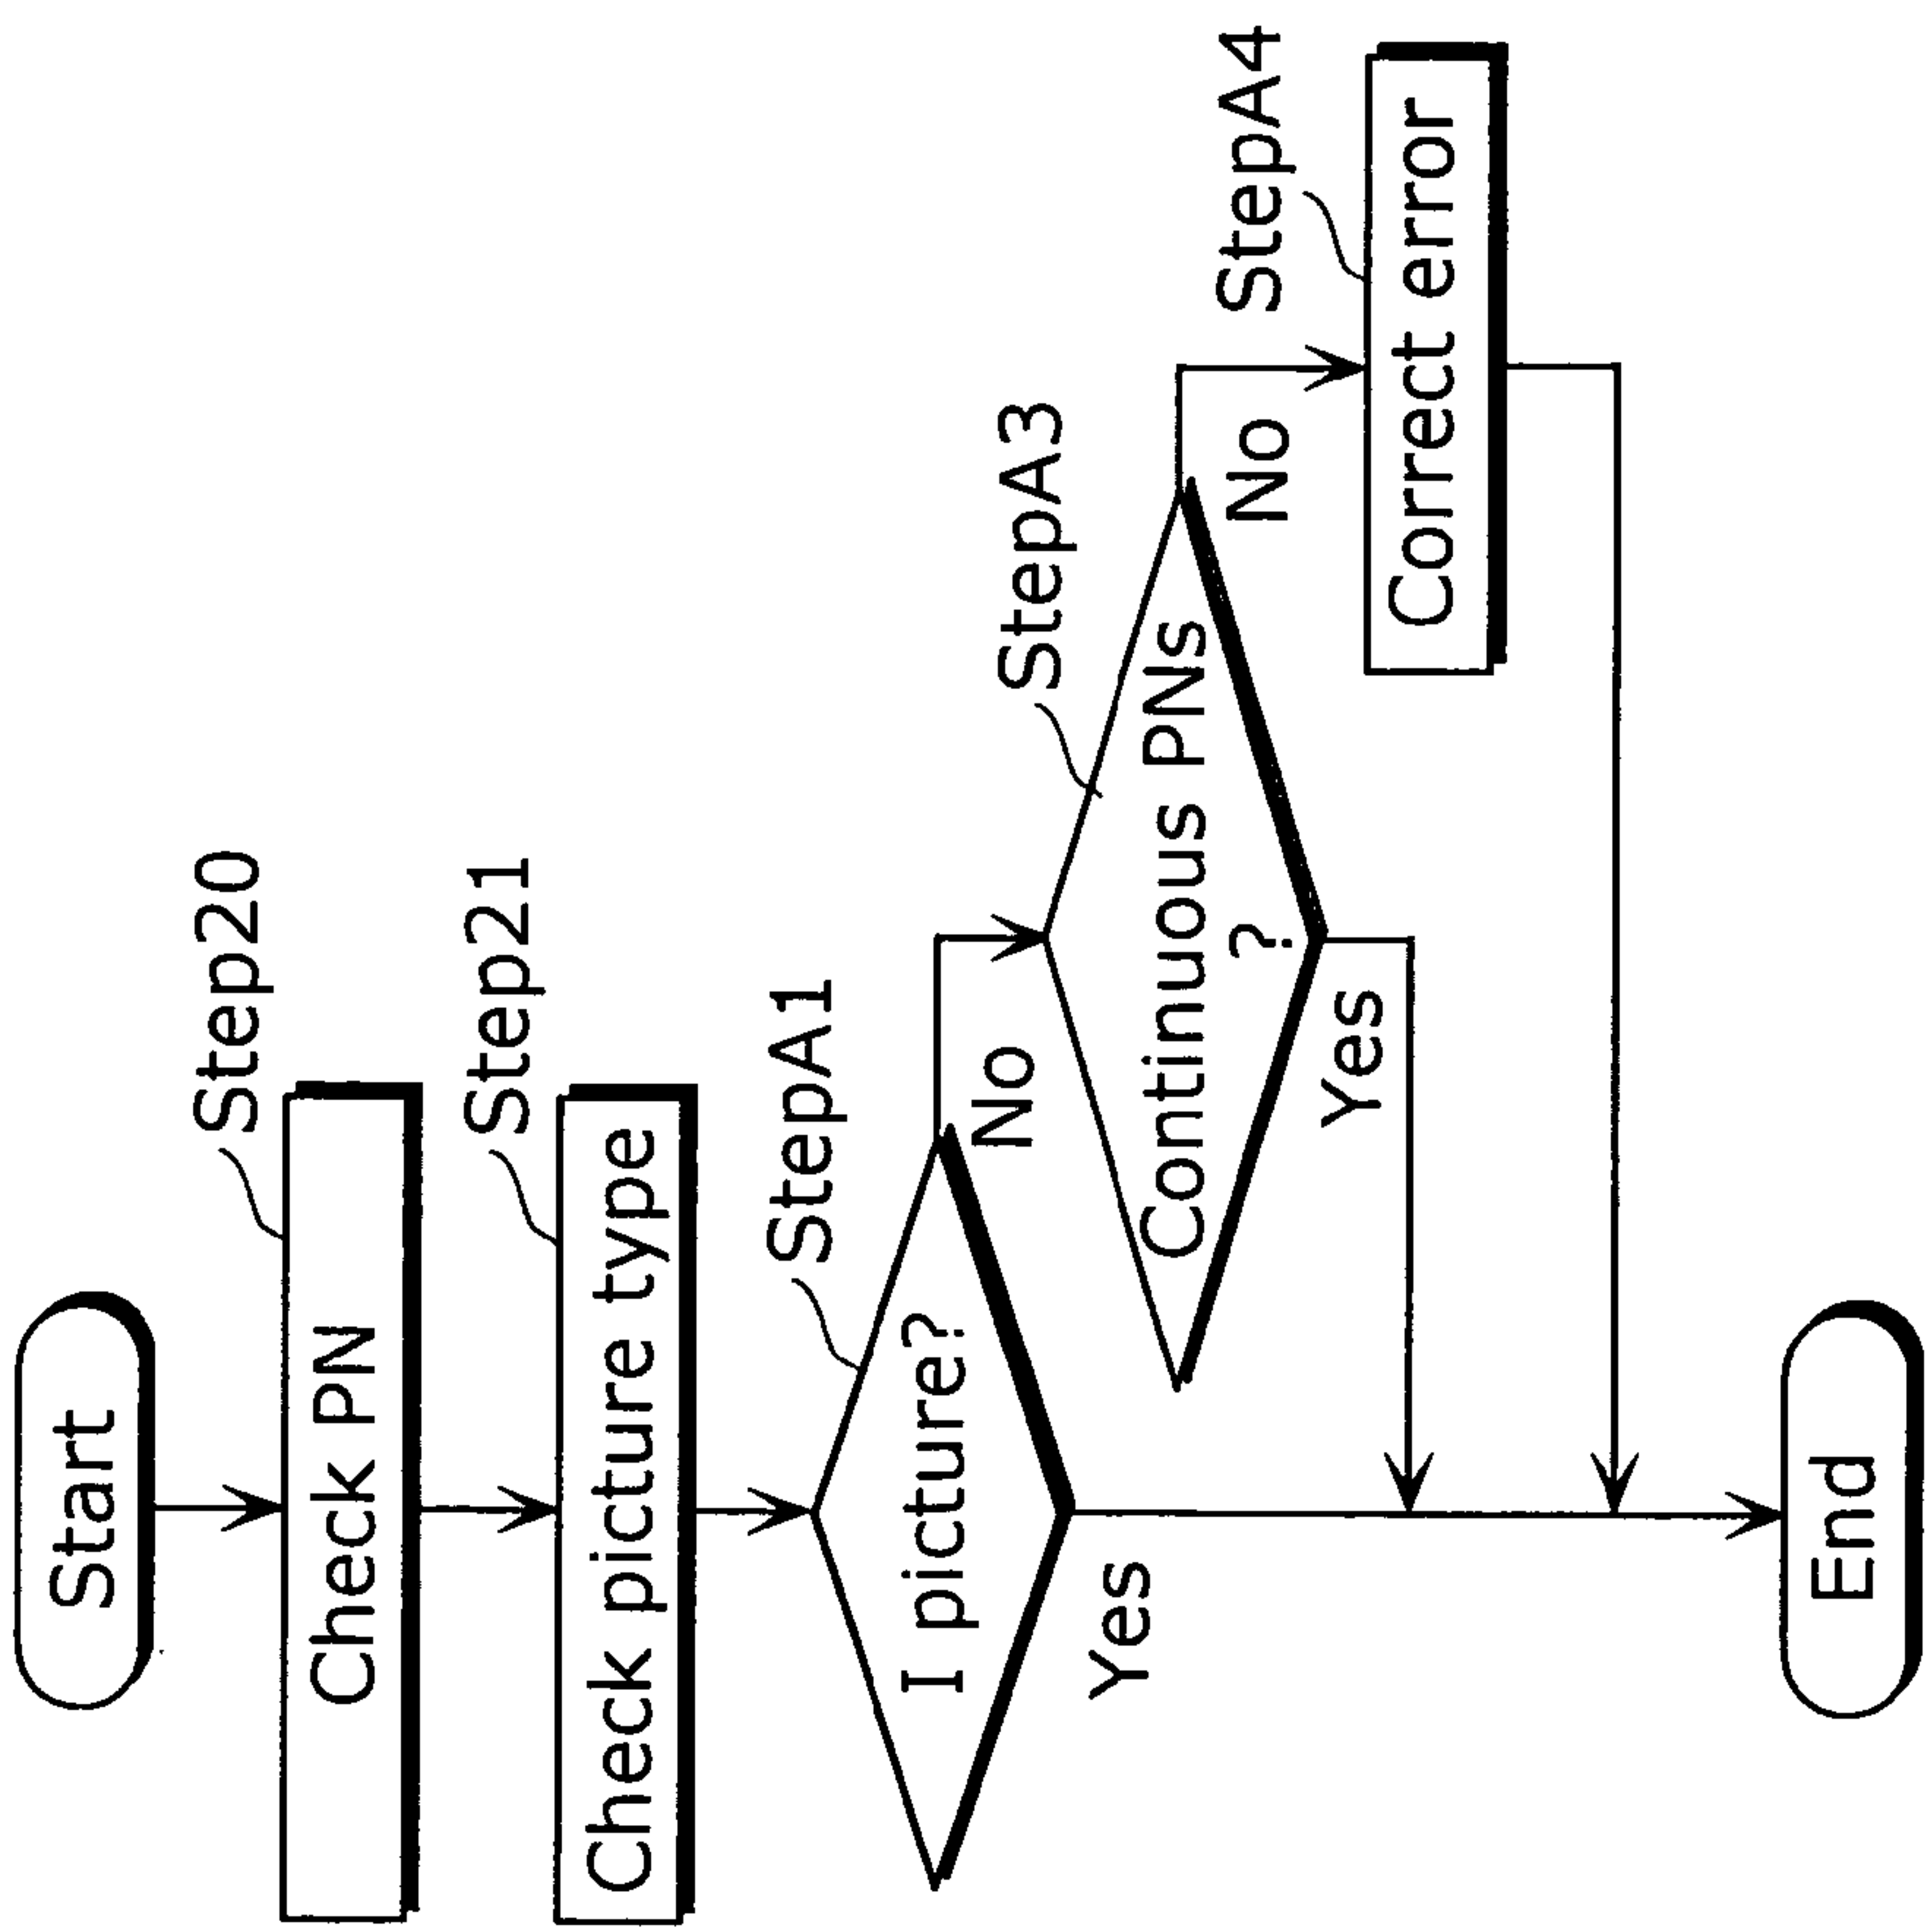 Start
Step20
Check PN
Step21
Check picture type
StepA1
I picture?
No
Yes
StepA3
Continuous PNs
?
No
Yes
StepA4
Correct error
End